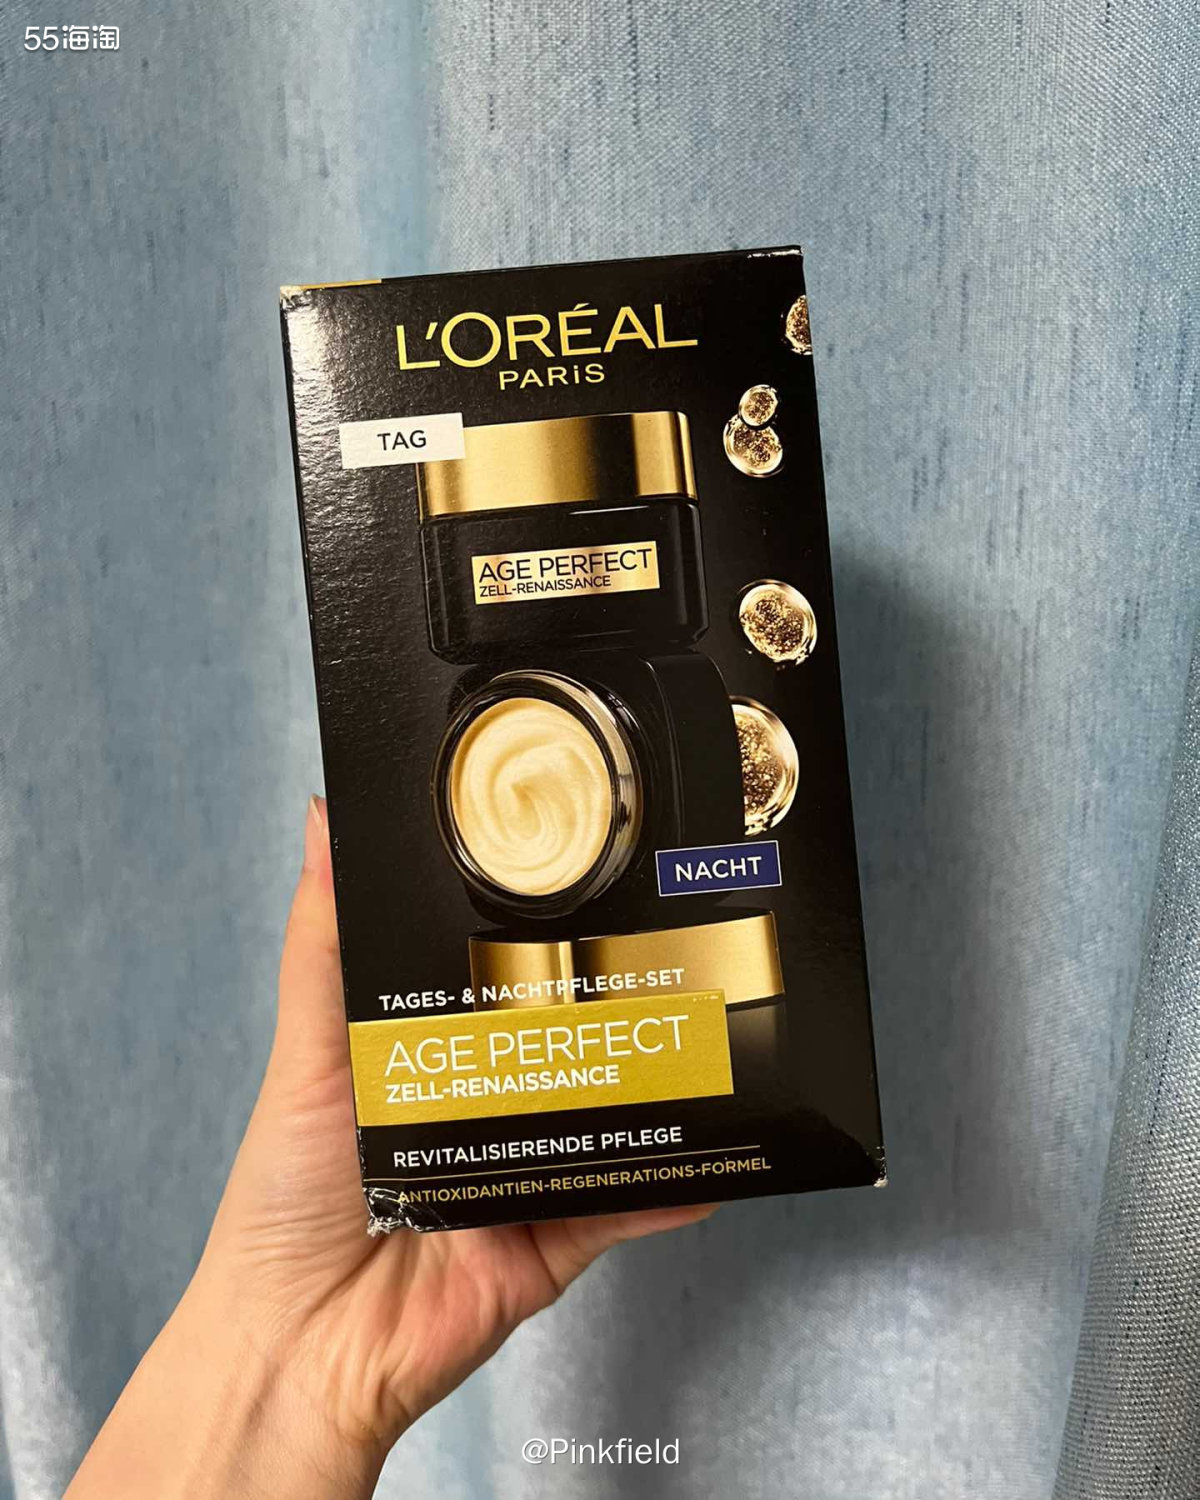 55海淘
L'ORÉAL
PARiS
TAG
AGE PERFECT
ZELL-RENAISSANCE
NACHT
TAGES- & NACHTPFLEGE-SET
AGE PERFECT
ZELL-RENAISSANCE
REVITALISIERENDE PFLEGE
ANTIOXIDANTIEN-REGENERATIONS-FORMEL
@Pinkfield